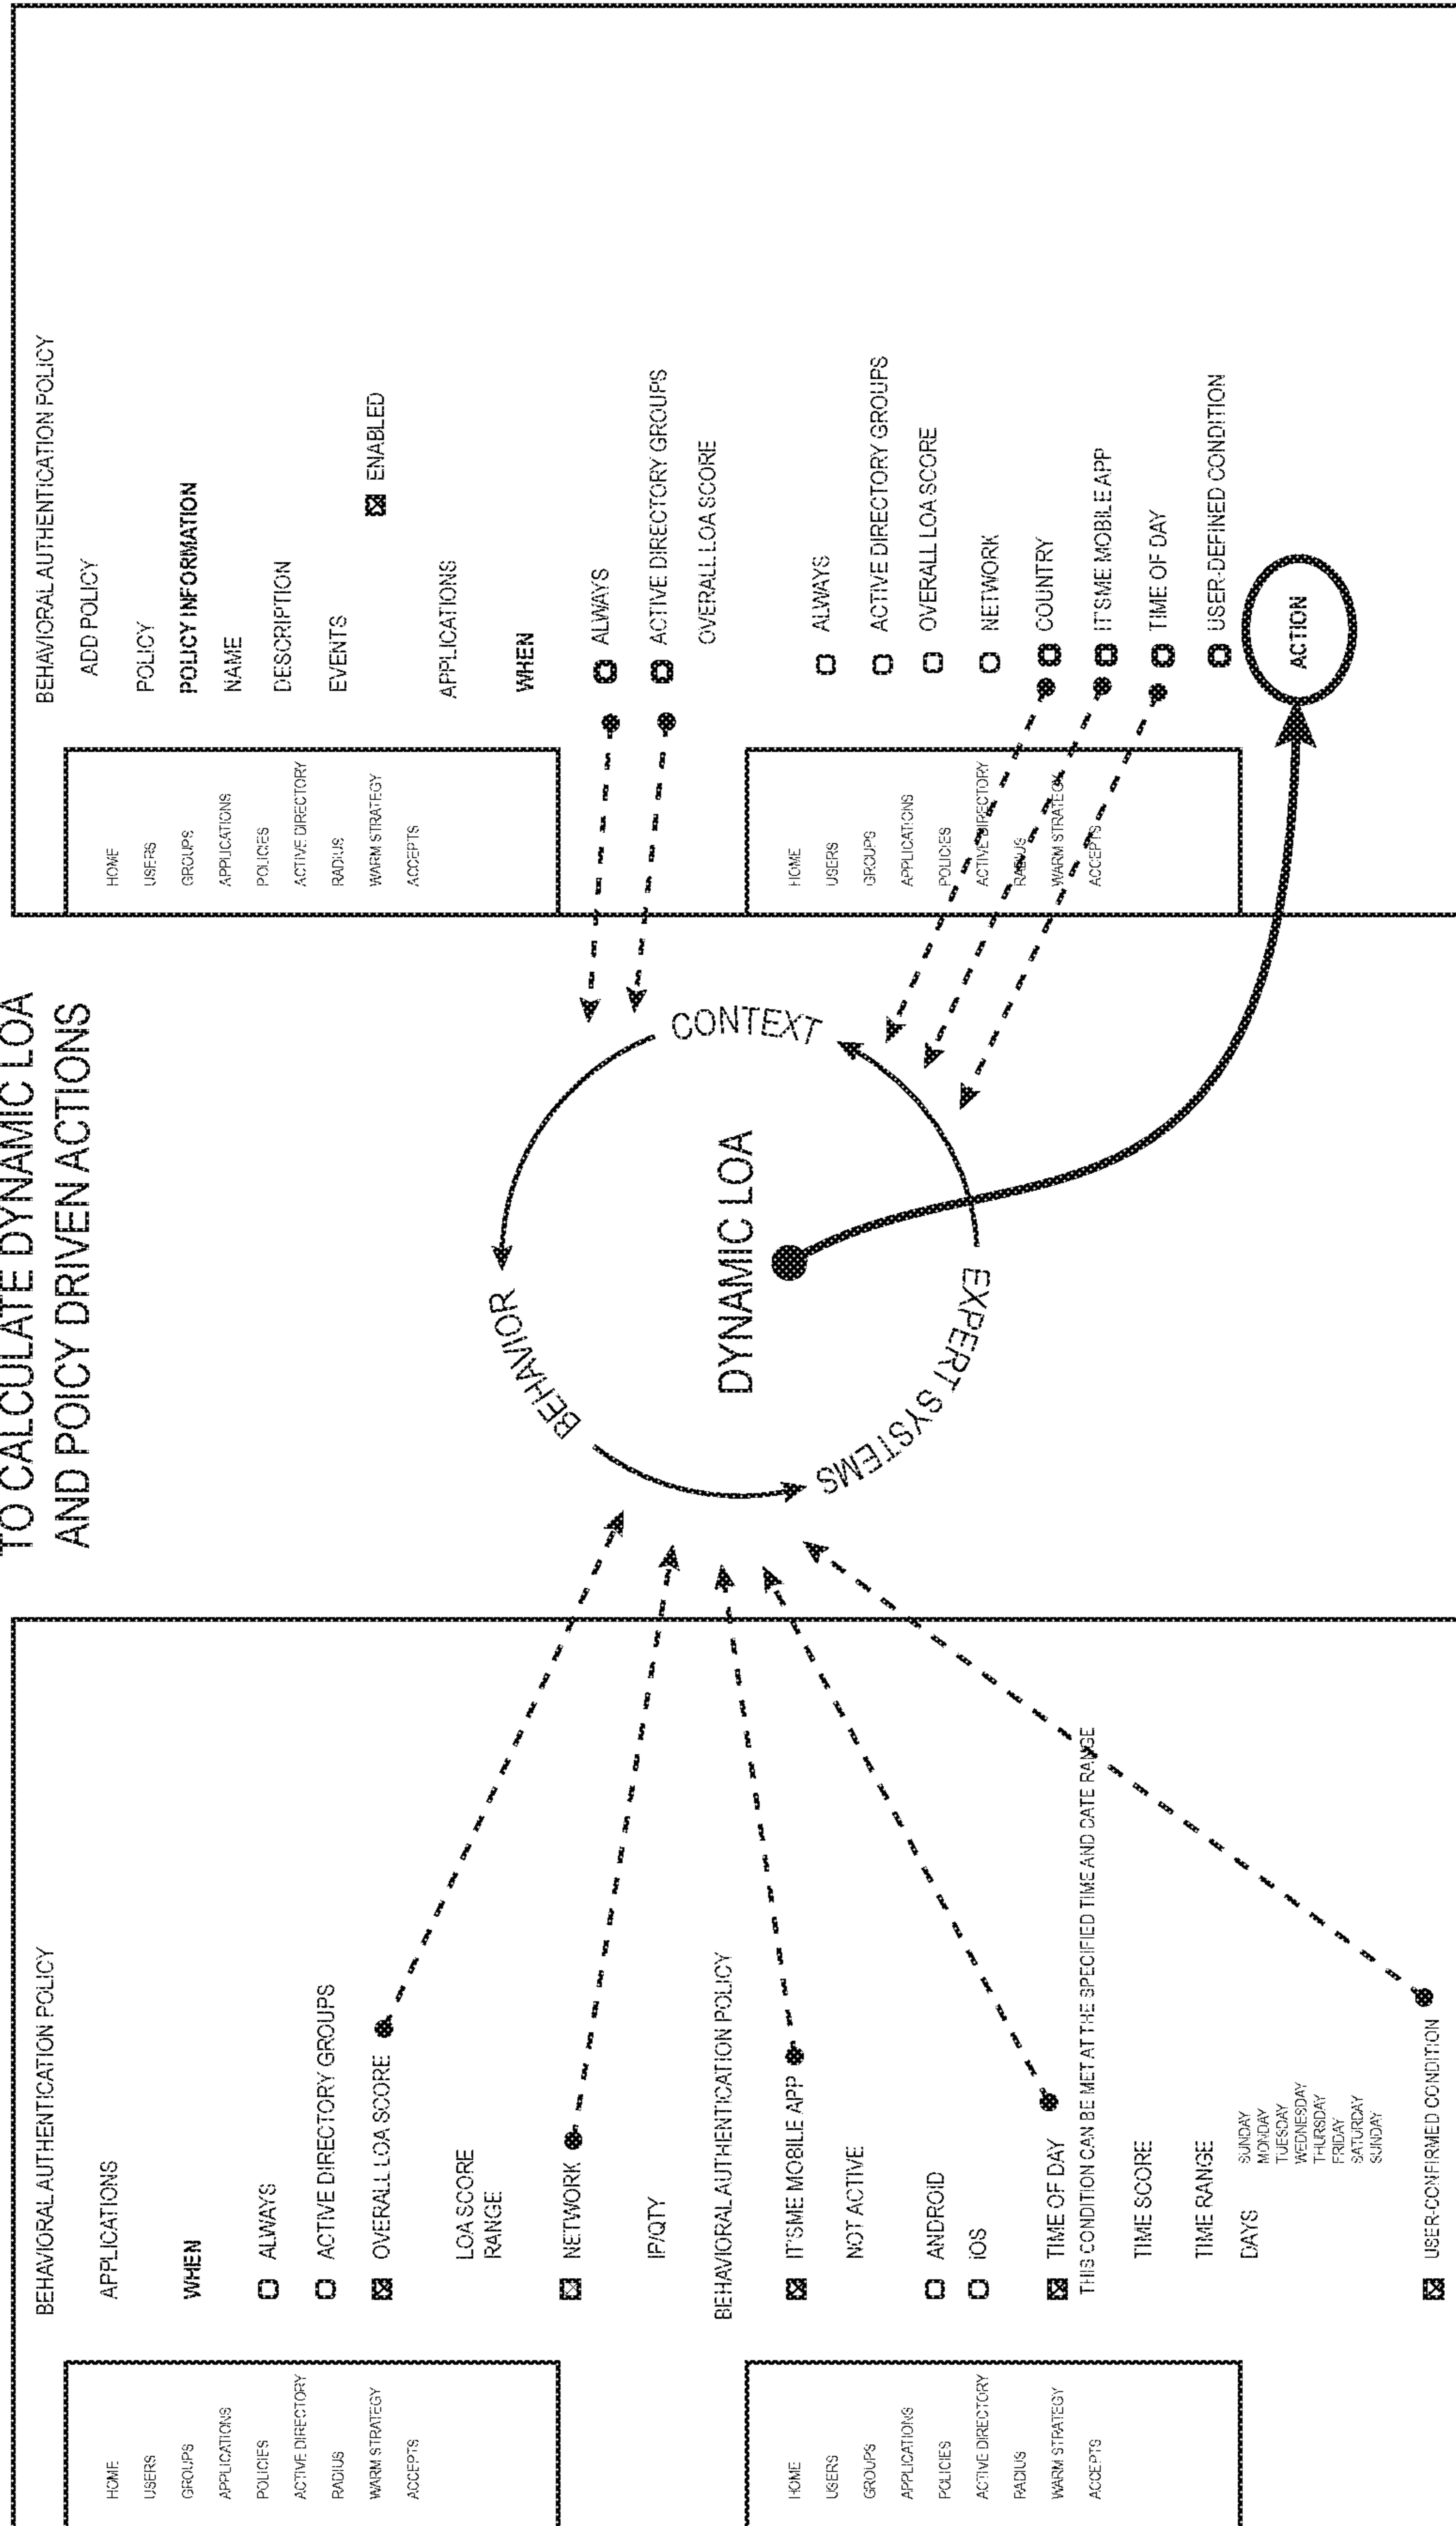 TO CALCULATE DYNAMIC LOA
AND POICY DRIVEN ACTIONS
HOME
USERS
GROUPS
APPLICATIONS
POLICIES
ACTIVE DIRECTORY
RADIUS
WARM STRATEGY
ACCEPTS
BEHAVIORAL AUTHENTICATION POLICY
APPLICATIONS
WHEN
ALWAYS
ACTIVE DIRECTORY GROUPS
OVERALL LOA SCORE
LOA SCORE
RANGE
NETWORK
IP/QTY
HOME
USERS
GROUPS
APPLICATIONS
POLICIES
ACTIVE DIRECTORY
RADIUS
WARM STRATEGY
ACCEPTS
BEHAVIORAL AUTHENTICATION POLICY
IT'SME MOBILE APP
NOT ACTIVE
ANDROID
iOS
TIME OF DAY
THIS CONDITION CAN BE MET AT THE SPECIFIED TIME AND DATE RANGE
TIME SCORE
TIME RANGE
DAYS
SUNDAY
MONDAY
TUESDAY
WEDNESDAY
THURSDAY
FRIDAY
SATURDAY
SUNDAY
USER-CONFIRMED CONDITION
BEHAVIOR
CONTEXT
EXPERT SYSTEMS
DYNAMIC LOA
HOME
USERS
GROUPS
APPLICATIONS
POLICIES
ACTIVE DIRECTORY
RADIUS
WARM STRATEGY
ACCEPTS
BEHAVIORAL AUTHENTICATION POLICY
ADD POLICY
POLICY
POLICY INFORMATION
NAME
DESCRIPTION
EVENTS
ENABLED
APPLICATIONS
WHEN
ALWAYS
ACTIVE DIRECTORY GROUPS
OVERALL LOA SCORE
HOME
USERS
GROUPS
APPLICATIONS
POLICIES
ACTIVE DIRECTORY
RADIUS
WARM STRATEGY
ACCEPTS
ALWAYS
ACTIVE DIRECTORY GROUPS
OVERALL LOA SCORE
NETWORK
COUNTRY
IT'SME MOBILE APP
TIME OF DAY
USER-DEFINED CONDITION
ACTION